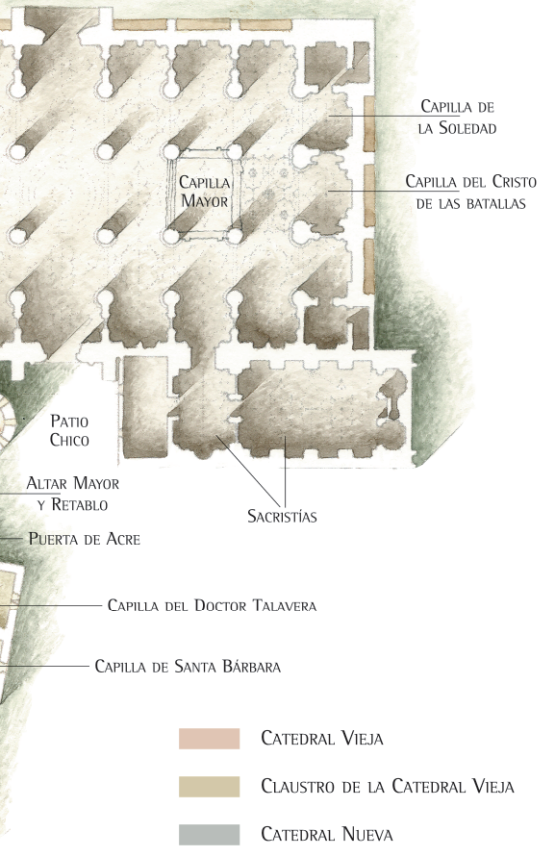 CAPILLA DE
LA SOLEDAD
CAPILLA
MAYOR
CAPILLA DEL CRISTO
DE LAS BATALLAS
PATIO
CHICO
ALTAR MAYOR
Y RETABLO
SACRISTÍAS
PUERTA DE ACRE
CAPILLA DEL DOCTOR TALAVERA
CAPILLA DE SANTA BÁRBARA
CATEDRAL VIEJA
CLAUSTRO DE LA CATEDRAL VIEJA
CATEDRAL NUEVA